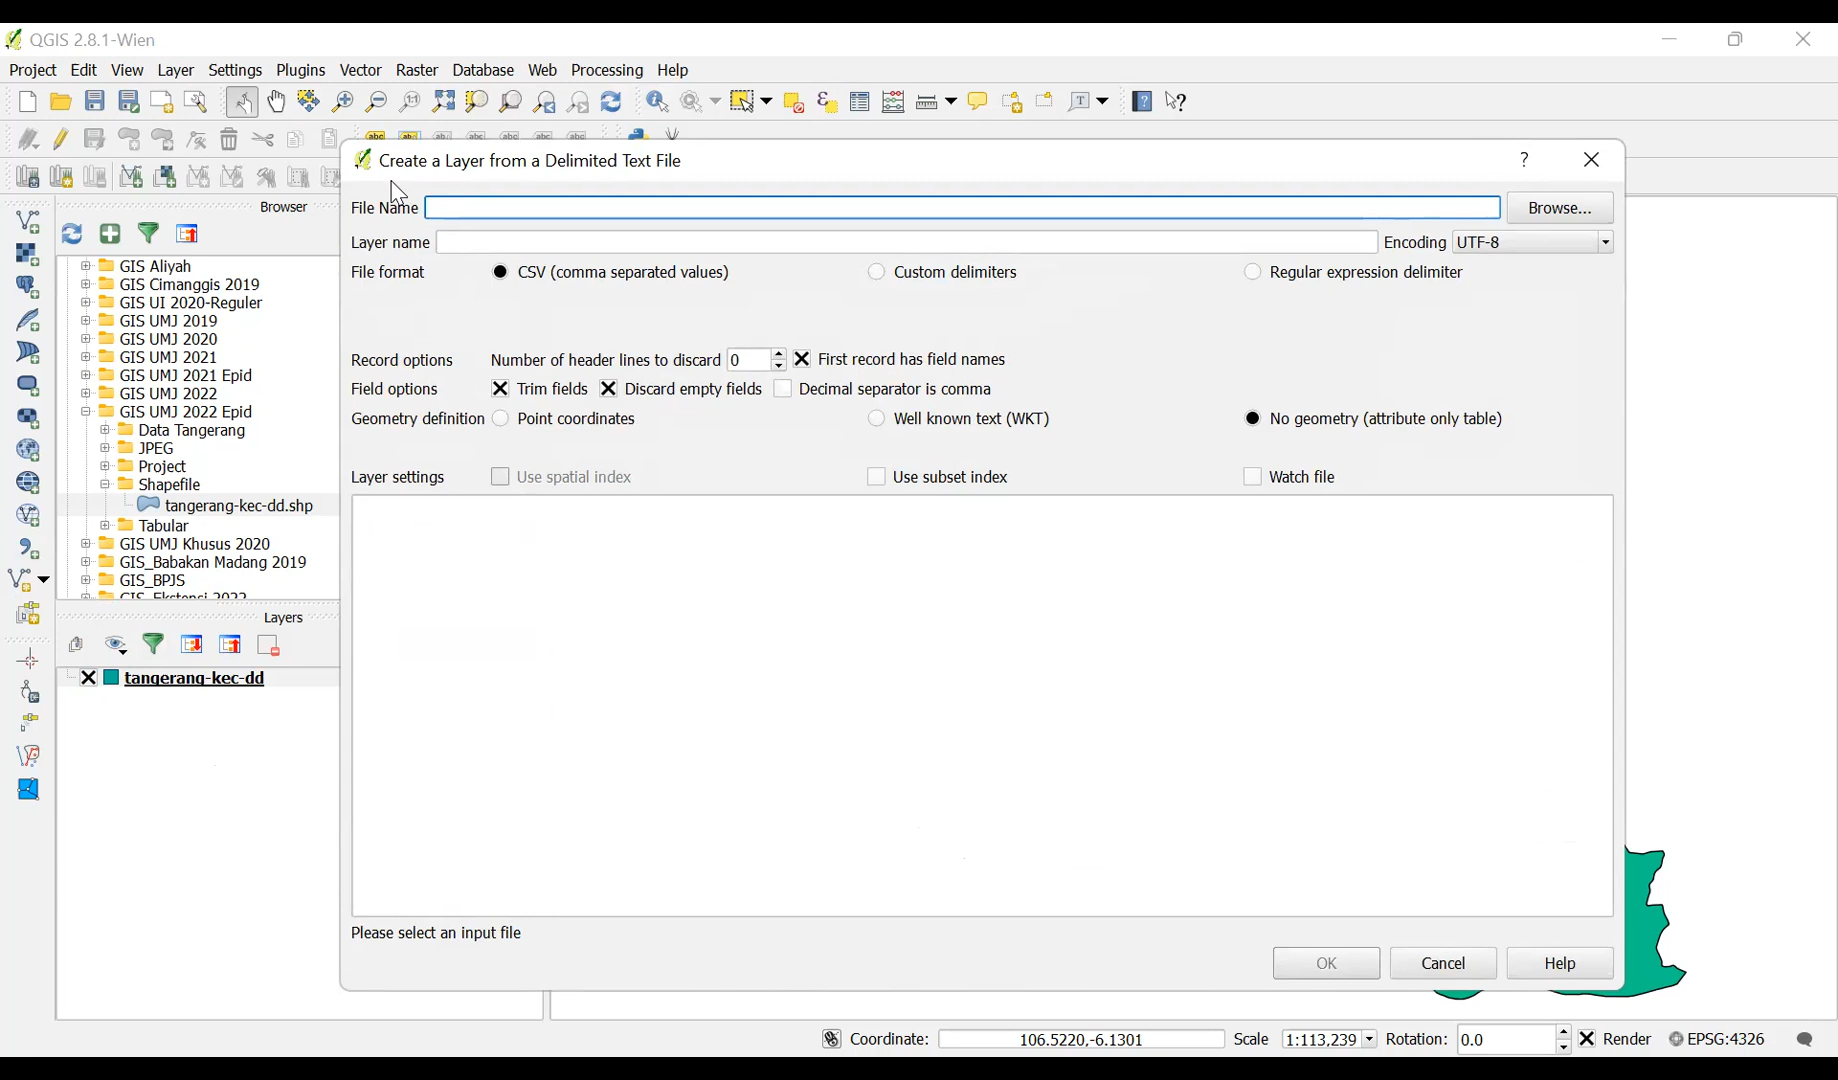 QGIS 2.8.1-Wien
Project Edit View Layer Settings Plugins Vector Raster Database Web Processing Help
Create a Layer from a Delimited Text File
File Name Browse...
Layer name Encoding UTF-8
File format CSV (comma separated values) Custom delimiters Regular expression delimiter
Record options Number of header lines to discard 0 First record has field names
Field options Trim fields Discard empty fields Decimal separator is comma
Geometry definition Point coordinates Well known text (WKT) No geometry (attribute only table)
Layer settings Use spatial index Use subset index Watch file
Please select an input file
OK Cancel Help
Browser
GIS Aliyah
GIS Cimanggis 2019
GIS UI 2020-Reguler
GIS UMJ 2019
GIS UMJ 2020
GIS UMJ 2021
GIS UMJ 2021 Epid
GIS UMJ 2022
GIS UMJ 2022 Epid
Data Tangerang
JPEG
Project
Shapefile
tangerang-kec-dd.shp
Tabular
GIS UMJ Khusus 2020
GIS_Babakan Madang 2019
GIS_BPJS
GIS_Ekstensi 2022
Layers
tangerang-kec-dd
Coordinate: 106.5220,-6.1301 Scale 1:113,239 Rotation: 0.0 Render EPSG:4326